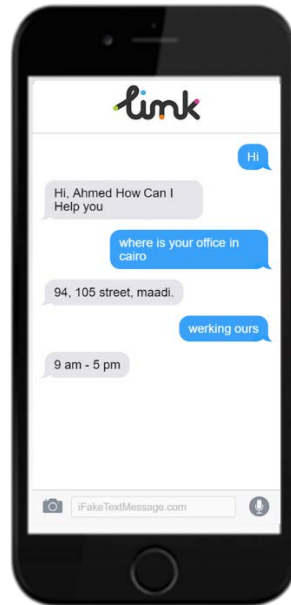 link
Hi
Hi, Ahmed How Can I
Help you
where is your office in
cairo
94, 105 street, maadi.
werking ours
9 am - 5 pm
iFakeTextMessage.com